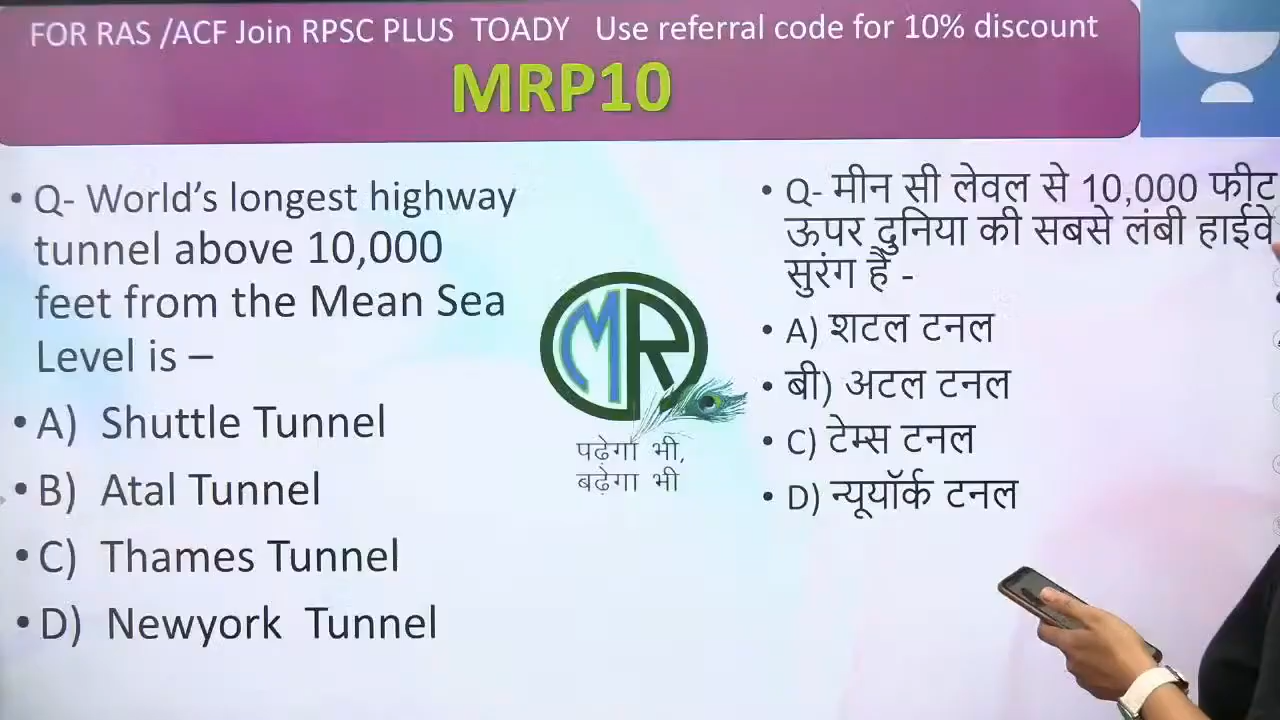 FOR RAS /ACF Join RPSC PLUS TOADY Use referral code for 10% discount
MRP10
• Q- World's longest highway
tunnel above 10,000
feet from the Mean Sea
Level is –
• A) Shuttle Tunnel
• B) Atal Tunnel
• C) Thames Tunnel
• D) Newyork Tunnel
MR
पढ़ेगा भी,
बढ़ेगा भी
• Q- मीन सी लेवल से 10,000 फीट
ऊपर दुनिया की सबसे लंबी हाईवे
सुरंग है -
• A) शटल टनल
• बी) अटल टनल
• C) टेम्स टनल
• D) न्यूयॉर्क टनल